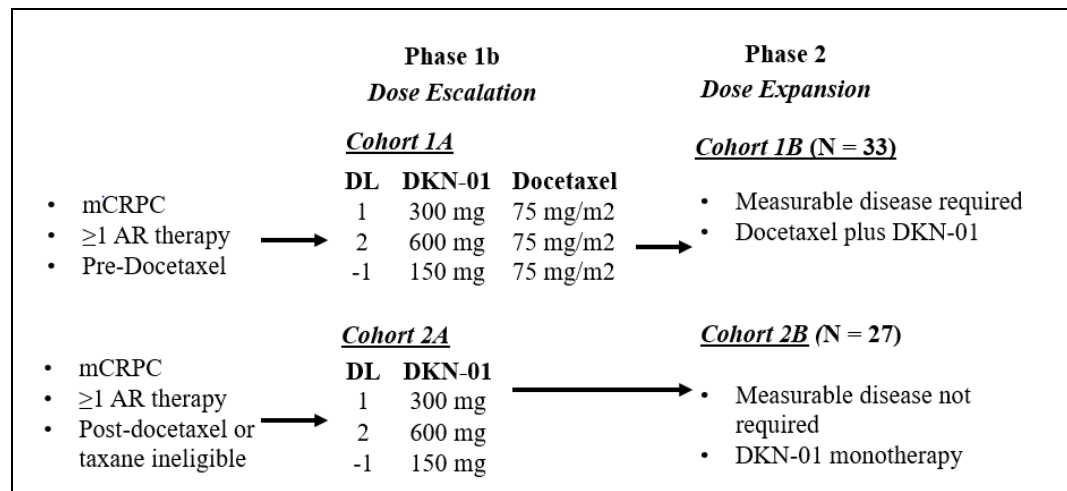 Phase 1b
Dose Escalation
Phase 2
Dose Expansion
• mCRPC
• ≥1 AR therapy
• Pre-Docetaxel
Cohort 1A
DL DKN-01 Docetaxel
1 300 mg 75 mg/m2
2 600 mg 75 mg/m2
-1 150 mg 75 mg/m2
Cohort 1B (N = 33)
• Measurable disease required
• Docetaxel plus DKN-01
• mCRPC
• ≥1 AR therapy
• Post-docetaxel or
taxane ineligible
Cohort 2A
DL DKN-01
1 300 mg
2 600 mg
-1 150 mg
Cohort 2B (N = 27)
• Measurable disease not
required
• DKN-01 monotherapy